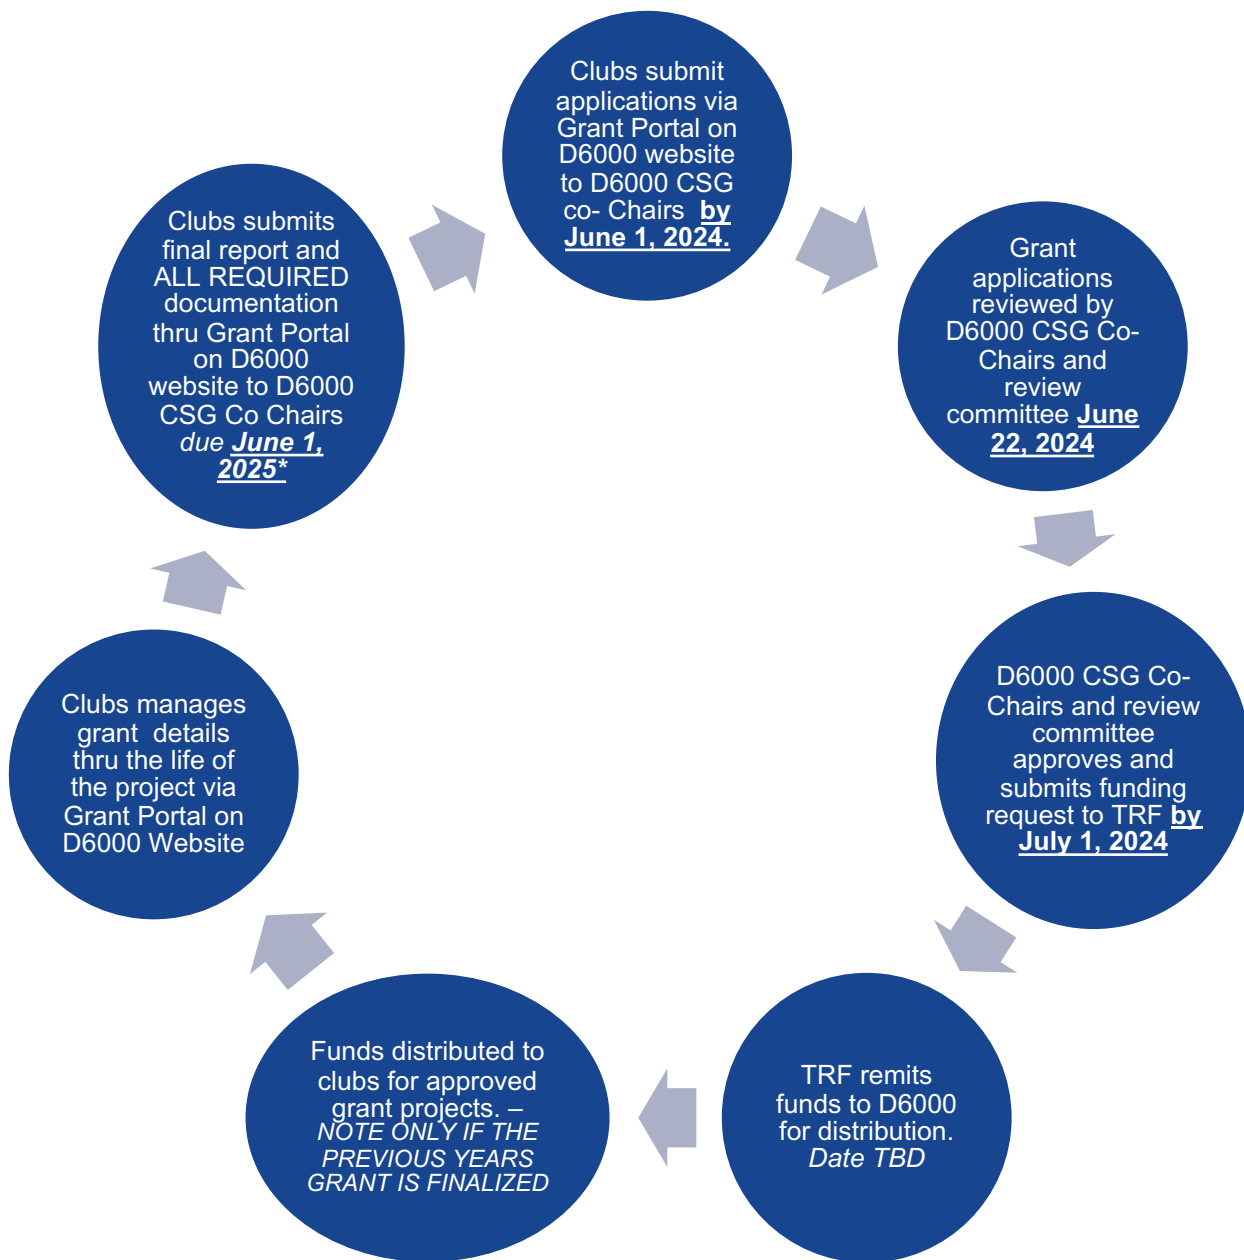 Clubs submit
applications via
Grant Portal on
D6000 website
to D6000 CSG
co- Chairs by
June 1, 2024.
Grant
applications
reviewed by
D6000 CSG Co-
Chairs and
review
committee June
22, 2024
D6000 CSG Co-
Chairs and review
committee
approves and
submits funding
request to TRF by
July 1, 2024
TRF remits
funds to D6000
for distribution.
Date TBD
Funds distributed to
clubs for approved
grant projects. –
NOTE ONLY IF THE
PREVIOUS YEARS
GRANT IS FINALIZED
Clubs manages
grant details
thru the life of
the project via
Grant Portal on
D6000 Website
Clubs submits
final report and
ALL REQUIRED
documentation
thru Grant Portal
on D6000
website to D6000
CSG Co Chairs
due June 1,
2025*